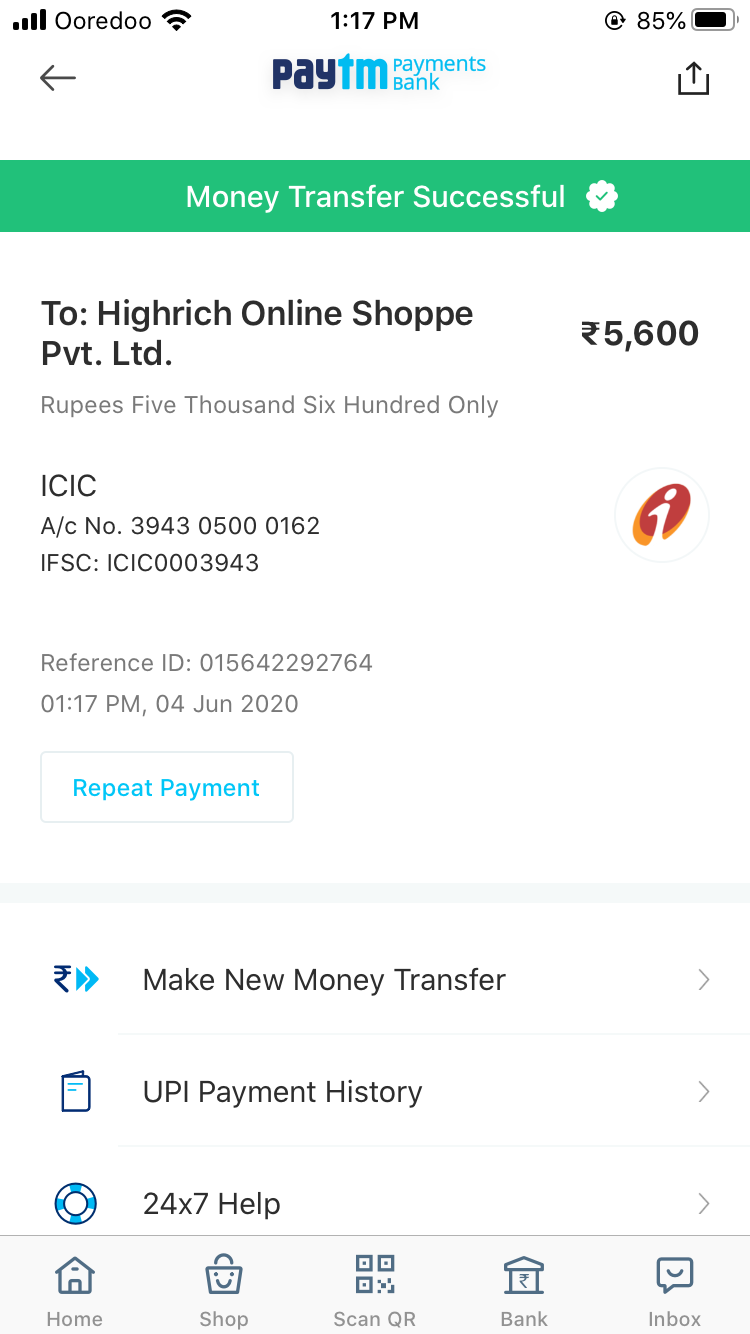 Ooredoo 1:17 PM 85%
paytm Payments Bank
Money Transfer Successful
To: Highrich Online Shoppe
Pvt. Ltd.
₹5,600
Rupees Five Thousand Six Hundred Only
ICIC
A/c No. 3943 0500 0162
IFSC: ICIC0003943
Reference ID: 015642292764
01:17 PM, 04 Jun 2020
Repeat Payment
Make New Money Transfer
UPI Payment History
24x7 Help
Home Shop Scan QR Bank Inbox